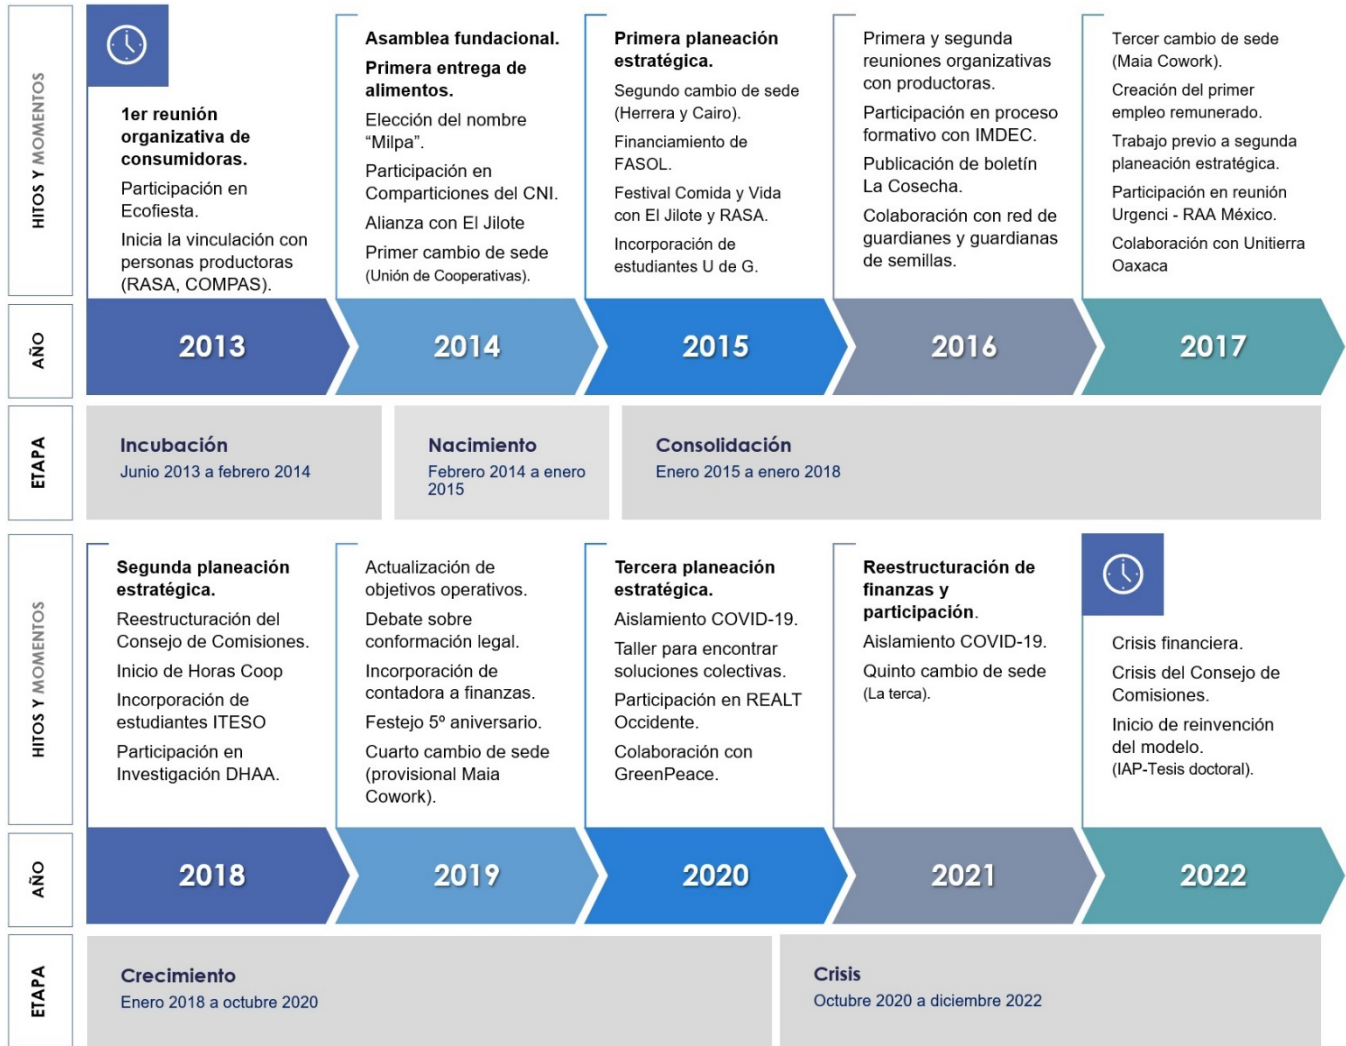 HITOS Y MOMENTOS
1er reunión
organizativa de
consumidoras.
Participación en
Ecofiesta.
Inicia la vinculación con
personas productoras
(RASA, COMPAS).
Asamblea fundacional.
Primera entrega de
alimentos.
Elección del nombre
“Milpa”.
Participación en
Comparticiones del CNI.
Alianza con El Jilote
Primer cambio de sede
(Unión de Cooperativas).
Primera planeación
estratégica.
Segundo cambio de sede
(Herrera y Cairo).
Financiamiento de
FASOL.
Festival Comida y Vida
con El Jilote y RASA.
Incorporación de
estudiantes U de G.
Primera y segunda
reuniones organizativas
con productoras.
Participación en proceso
formativo con IMDEC.
Publicación de boletín
La Cosecha.
Colaboración con red de
guardianes y guardianas
de semillas.
Tercer cambio de sede
(Maia Cowork).
Creación del primer
empleo remunerado.
Trabajo previo a segunda
planeación estratégica.
Participación en reunión
Urgenci - RAA México.
Colaboración con Unitierra
Oaxaca
AÑO
2013
2014
2015
2016
2017
ETAPA
Incubación
Junio 2013 a febrero 2014
Nacimiento
Febrero 2014 a enero
2015
Consolidación
Enero 2015 a enero 2018
HITOS Y MOMENTOS
Segunda planeación
estratégica.
Reestructuración del
Consejo de Comisiones.
Inicio de Horas Coop
Incorporación de
estudiantes ITESO
Participación en
Investigación DHAA.
Actualización de
objetivos operativos.
Debate sobre
conformación legal.
Incorporación de
contadora a finanzas.
Festejo 5º aniversario.
Cuarto cambio de sede
(provisional Maia
Cowork).
Tercera planeación
estratégica.
Aislamiento COVID-19.
Taller para encontrar
soluciones colectivas.
Participación en REALT
Occidente.
Colaboración con
GreenPeace.
Reestructuración de
finanzas y
participación.
Aislamiento COVID-19.
Quinto cambio de sede
(La terca).
Crisis financiera.
Crisis del Consejo de
Comisiones.
Inicio de reinvención
del modelo.
(IAP-Tesis doctoral).
AÑO
2018
2019
2020
2021
2022
ETAPA
Crecimiento
Enero 2018 a octubre 2020
Crisis
Octubre 2020 a diciembre 2022